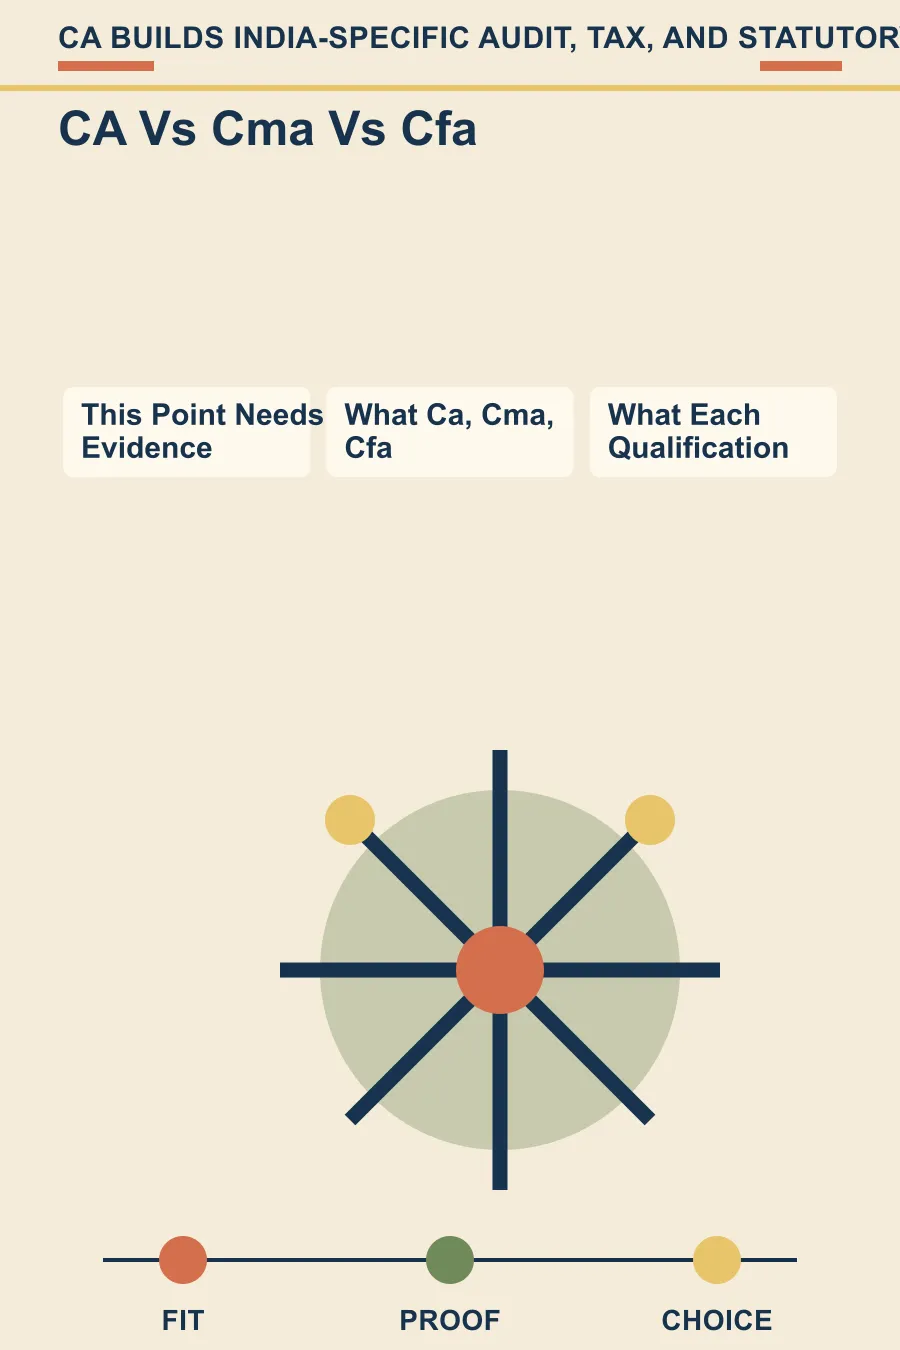 CA BUILDS INDIA-SPECIFIC AUDIT, TAX, AND STATUTOR
CA Vs Cma Vs Cfa
This Point Needs
Evidence
What Ca, Cma,
Cfa
What Each
Qualification
FIT
PROOF
CHOICE